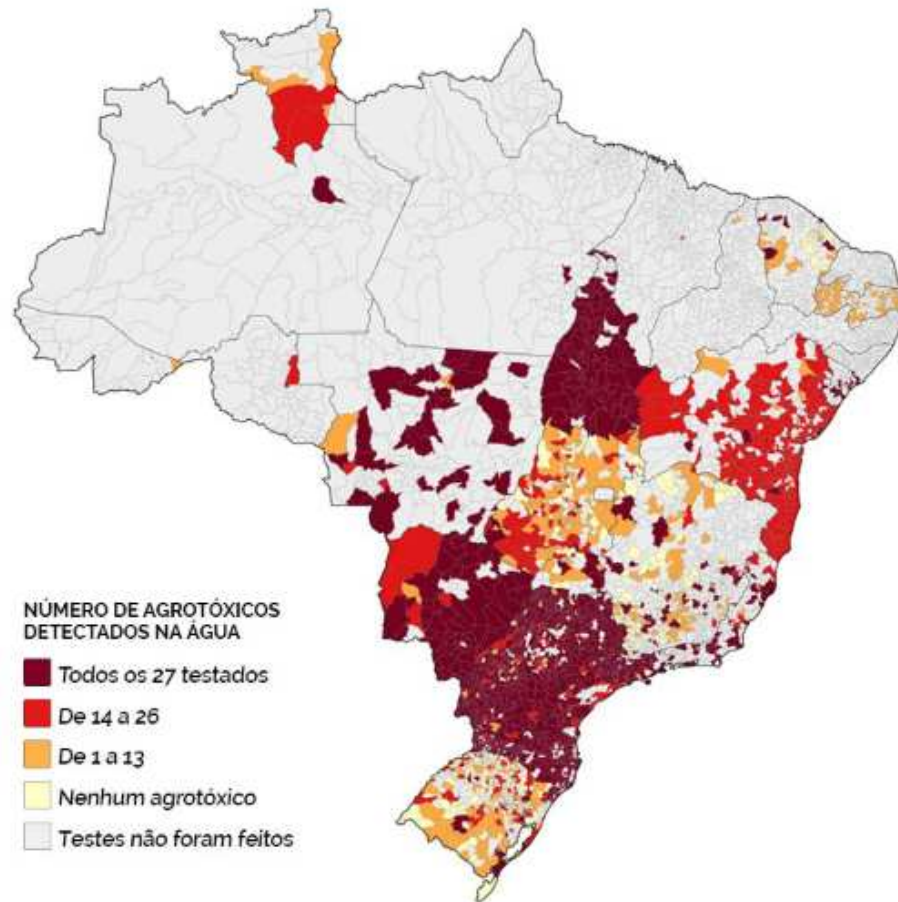 NÚMERO DE AGROTÓXICOS
DETECTADOS NA ÁGUA
Todos os 27 testados
De 14 a 26
De 1 a 13
Nenhum agrotóxico
Testes não foram feitos